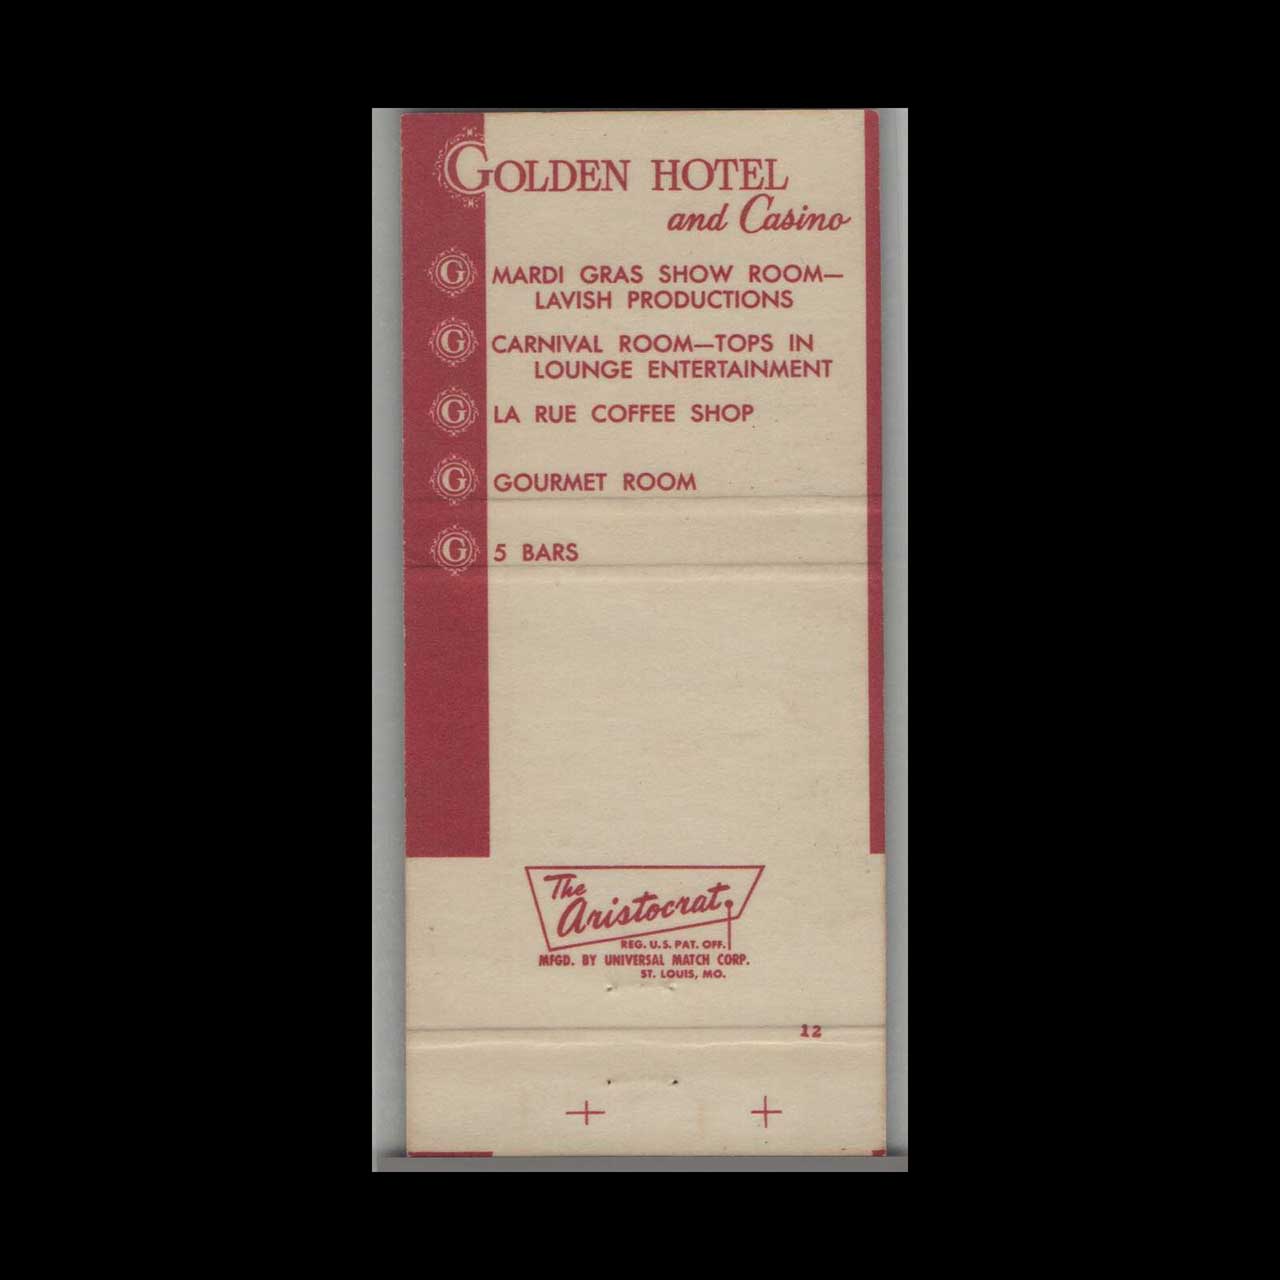 GOLDEN HOTEL
and Casino
G MARDI GRAS SHOW ROOM—
LAVISH PRODUCTIONS
G CARNIVAL ROOM—TOPS IN
LOUNGE ENTERTAINMENT
G LA RUE COFFEE SHOP
G GOURMET ROOM
G 5 BARS
The
Aristocrat
REG. U.S. PAT. OFF.
MFGD. BY UNIVERSAL MATCH CORP.
ST. LOUIS, MO.
12